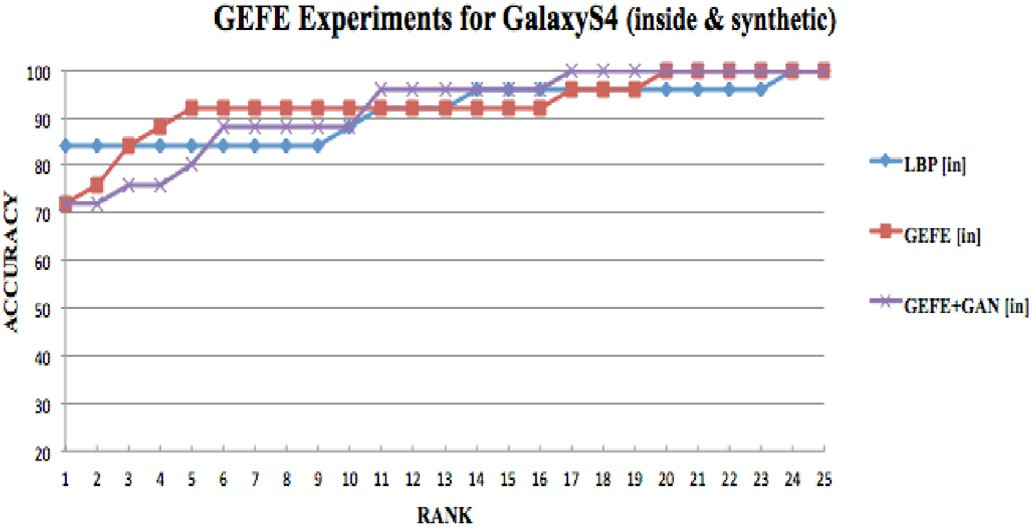 GEFE Experiments for GalaxyS4 (inside & synthetic)
100
90
80
70
60
50
40
30
20
ACCURACY
1 2 3 4 5 6 7 8 9 10 11 12 13 14 15 16 17 18 19 20 21 22 23 24 25
RANK
LBP [in]
GEFE [in]
GEFE+GAN [in]